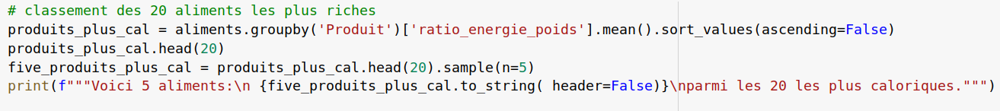 # classement des 20 aliments les plus riches
produits_plus_cal = aliments.groupby('Produit')['ratio_energie_poids'].mean().sort_values(ascending=False)
produits_plus_cal.head(20)
five_produits_plus_cal = produits_plus_cal.head(20).sample(n=5)
print(f"""Voici 5 aliments:\n {five_produits_plus_cal.to_string( header=False)}\nparmi les 20 les plus caloriques.""")